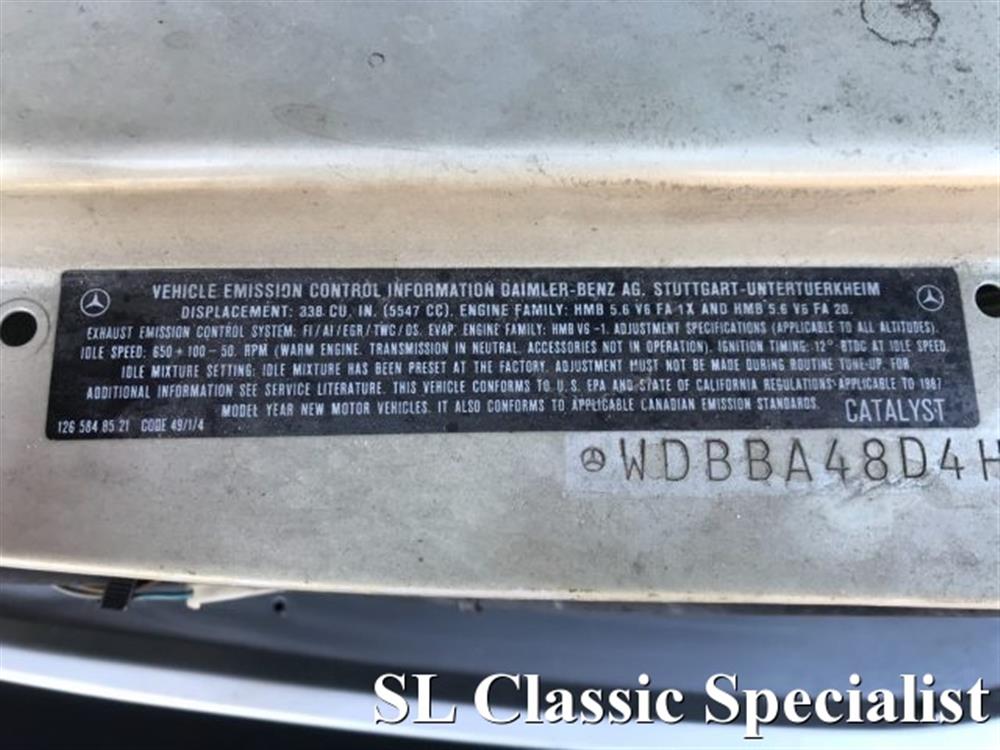 VEHICLE EMISSION CONTROL INFORMATION DAIMLER-BENZ AG. STUTTGART-UNTERTUERKHEIM
DISPLACEMENT: 338 CU. IN. (5547 CC). ENGINE FAMILY: HMB 5.6 V6 FA 1X AND HMB 5.6 V6 FA 20.
EXHAUST EMISSION CONTROL SYSTEM: FI/AI/EGR/TWC/OS. EVAP. ENGINE FAMILY: HMB V6 -1. ADJUSTMENT SPECIFICATIONS (APPLICABLE TO ALL ALTITUDES).
IDLE SPEED: 650 + 100 - 50. RPM (WARM ENGINE. TRANSMISSION IN NEUTRAL. ACCESSORIES NOT IN OPERATION). IGNITION TIMING: 12° BTDC AT IDLE SPEED.
IDLE MIXTURE SETTING: IDLE MIXTURE HAS BEEN PRESET AT THE FACTORY. ADJUSTMENT MUST NOT BE MADE DURING ROUTINE TUNE-UP. FOR
ADDITIONAL INFORMATION SEE SERVICE LITERATURE. THIS VEHICLE CONFORMS TO U.S. EPA AND STATE OF CALIFORNIA REGULATIONS APPLICABLE TO 1987
MODEL YEAR NEW MOTOR VEHICLES. IT ALSO CONFORMS TO APPLICABLE CANADIAN EMISSION STANDARDS. CATALYST
126 584 85 21 CODE 49/1/4
WDBBA48D4H
SL Classic Specialist